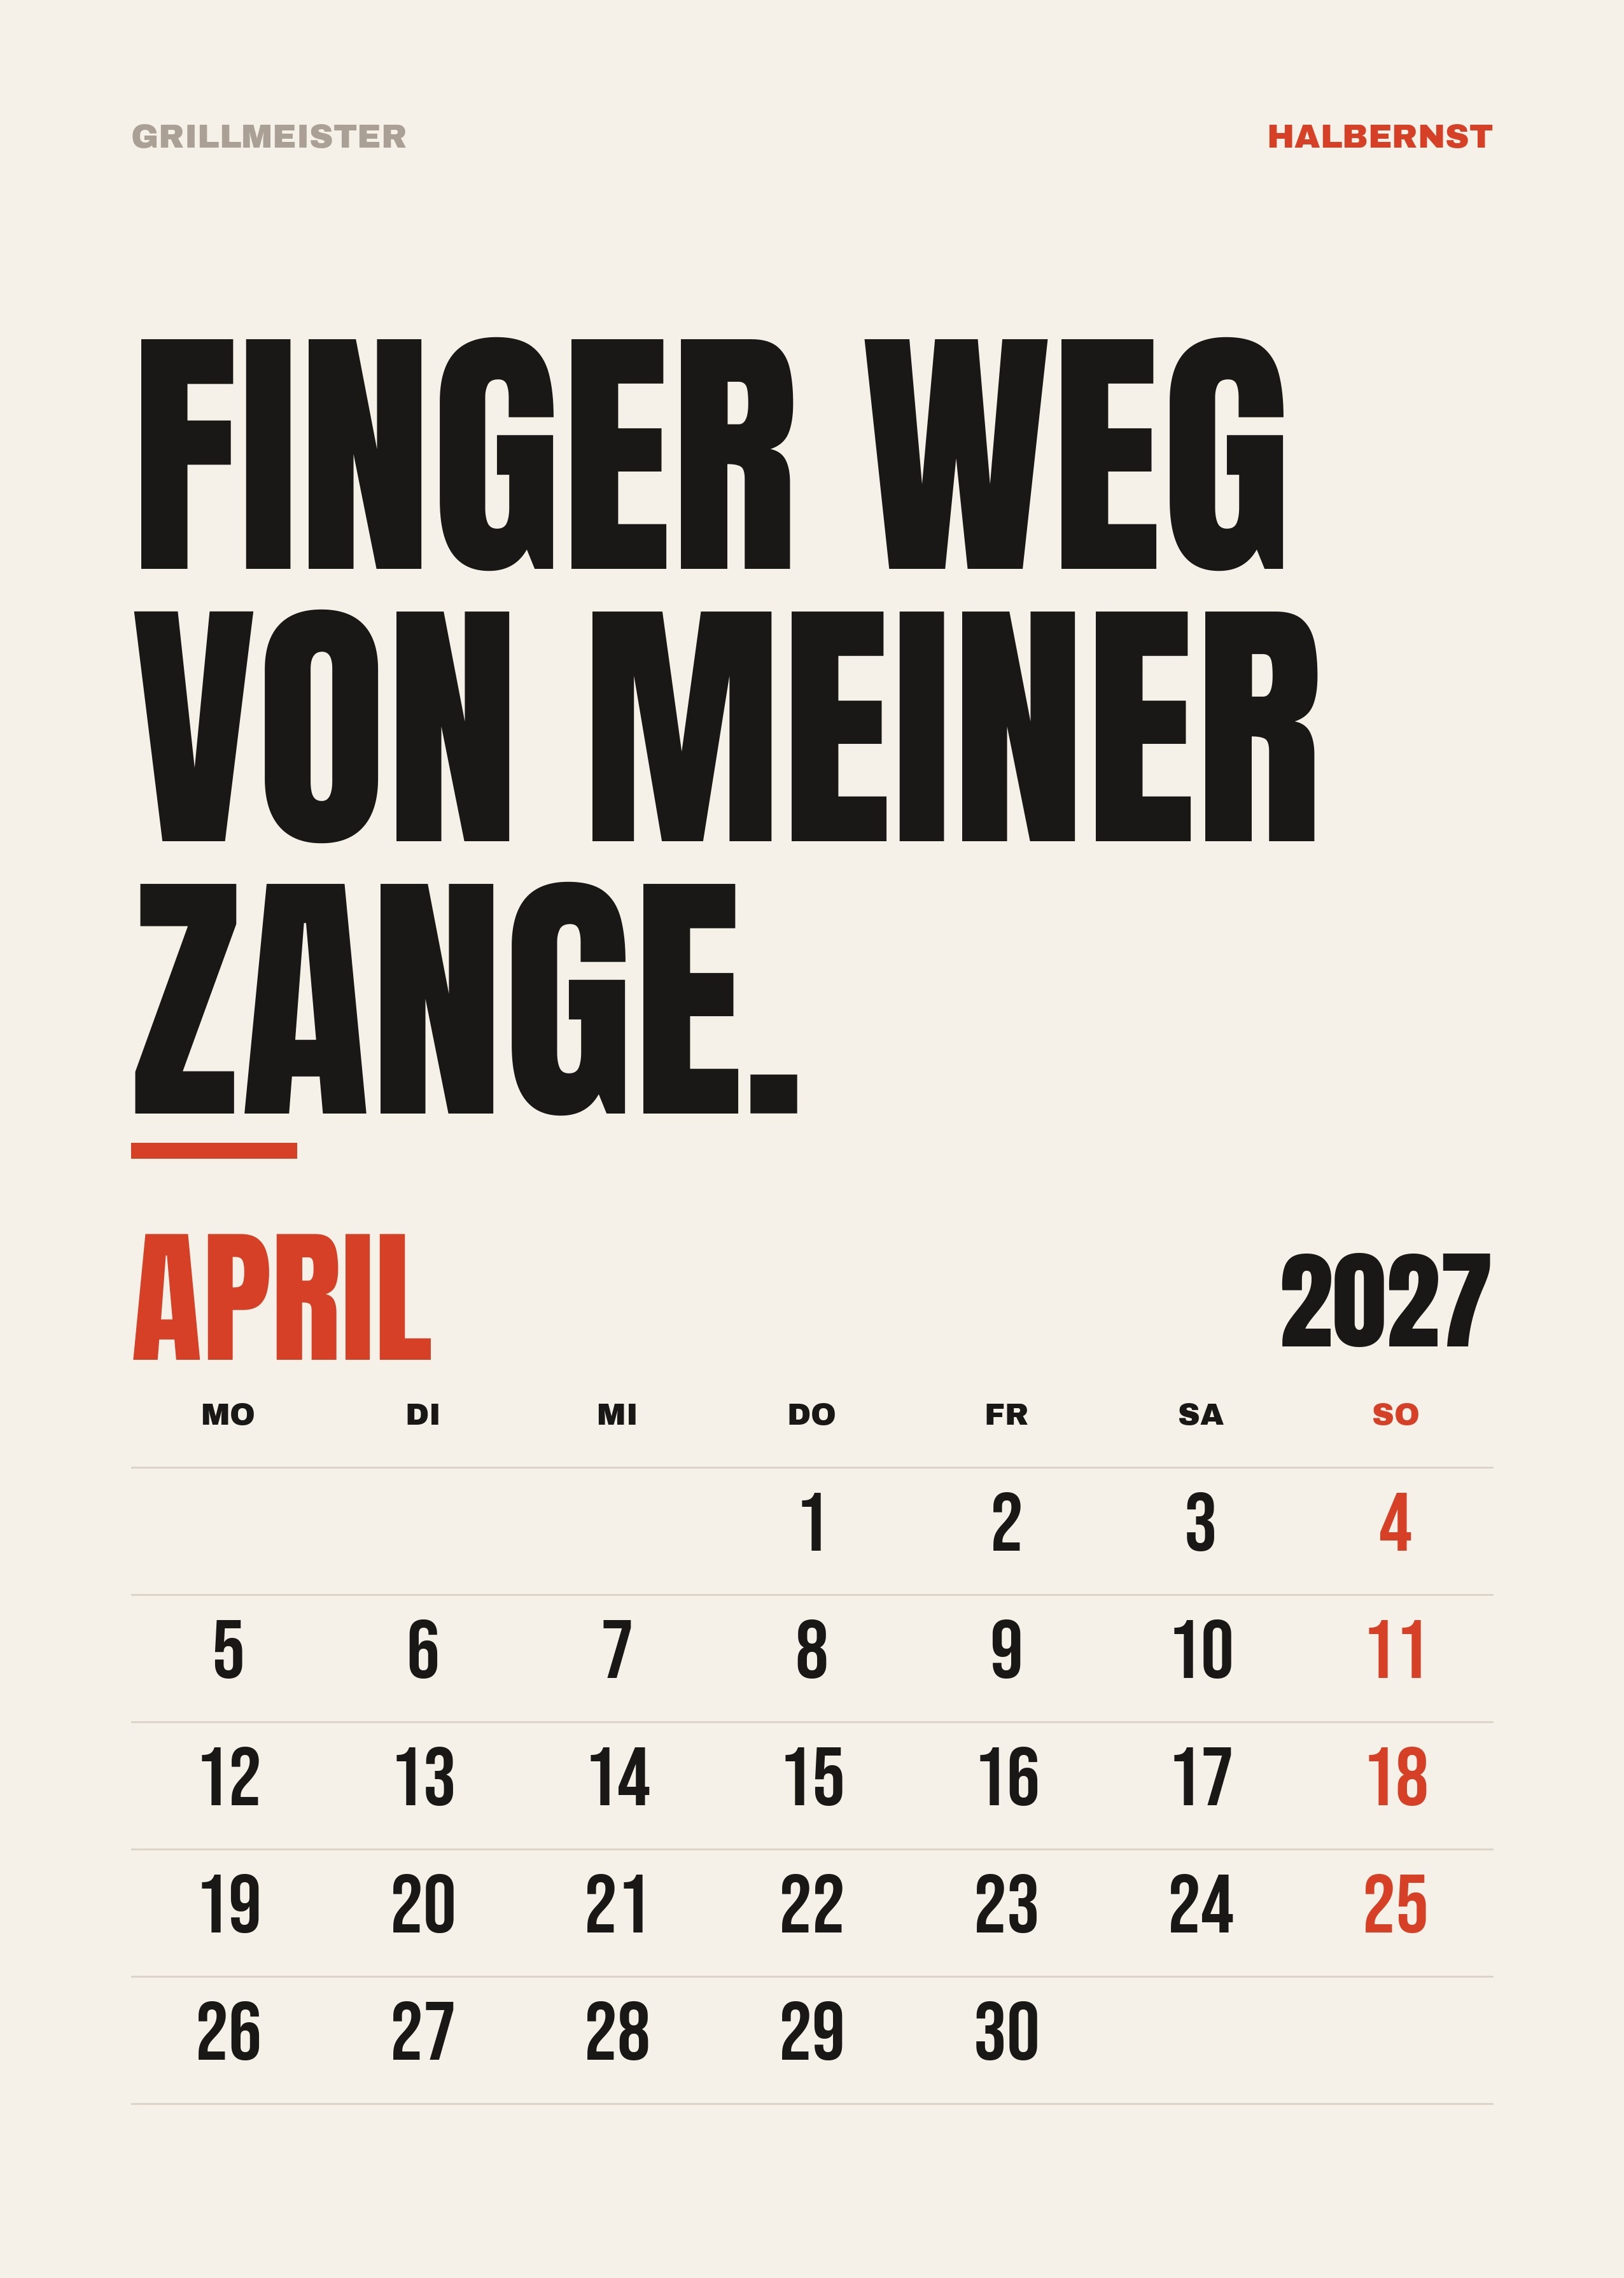 GRILLMEISTER HALBERNST
FINGER WEG
VON MEINER
ZANGE.
APRIL 2027
MO DI MI DO FR SA SO
1 2 3 4
5 6 7 8 9 10 11
12 13 14 15 16 17 18
19 20 21 22 23 24 25
26 27 28 29 30